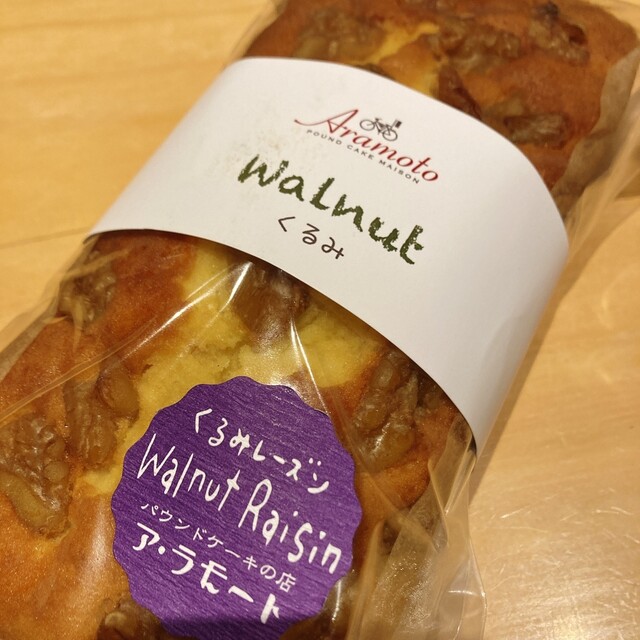 Aramoto
POUND CAKE MAISON
walnut
くるみ
くるみレーズン
Walnut Raisin
パウンドケーキの店
ア・ラモート